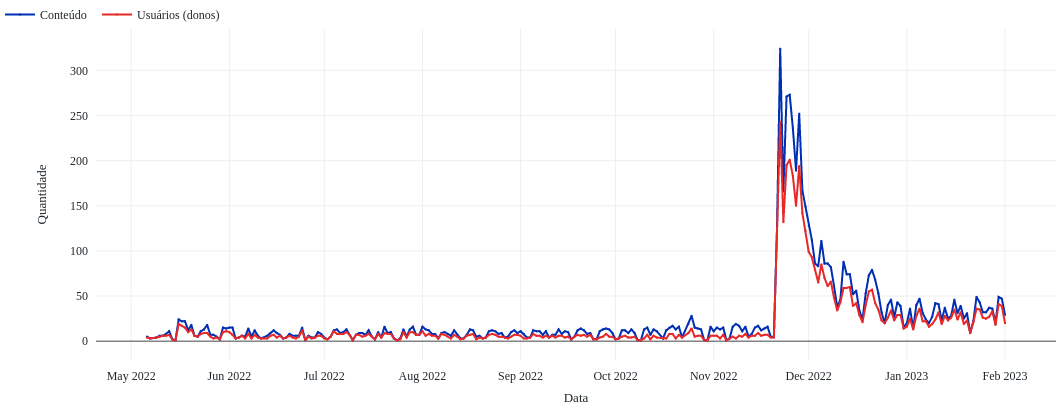 Conteúdo Usuários (donos)
Quantidade
300
250
200
150
100
50
0
May 2022 Jun 2022 Jul 2022 Aug 2022 Sep 2022 Oct 2022 Nov 2022 Dec 2022 Jan 2023 Feb 2023
Data